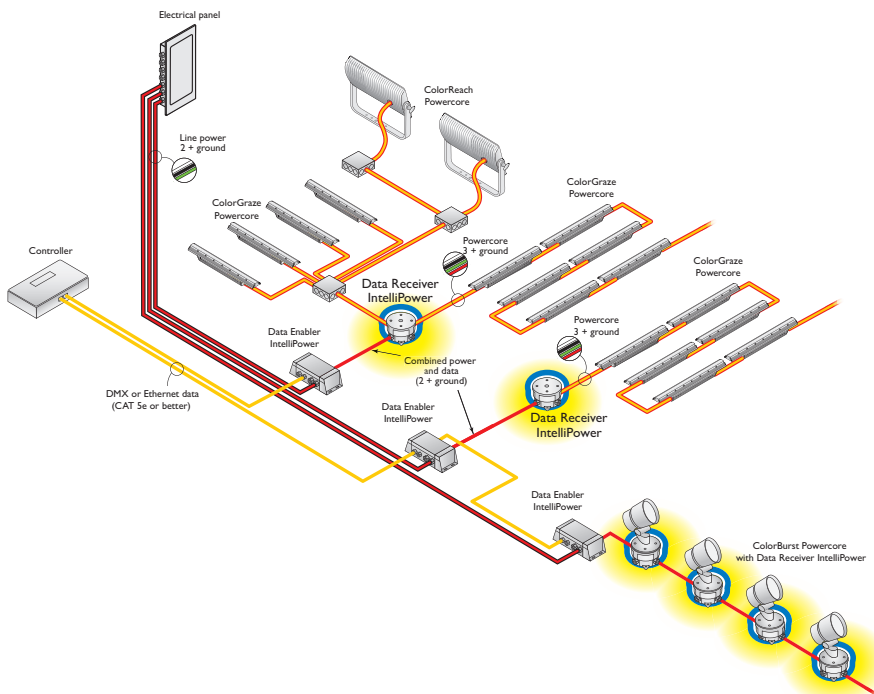 Electrical panel
ColorReach
Powercore
Line power
2 + ground
ColorGraze
Powercore
ColorGraze
Powercore
Controller
Powercore
3 + ground
ColorGraze
Powercore
Data Receiver
IntelliPower
Data Enabler
IntelliPower
Powercore
3 + ground
Combined power
and data
(2 + ground)
DMX or Ethernet data
(CAT 5e or better)
Data Enabler
IntelliPower
Data Receiver
IntelliPower
Data Enabler
IntelliPower
ColorBurst Powercore
with Data Receiver IntelliPower